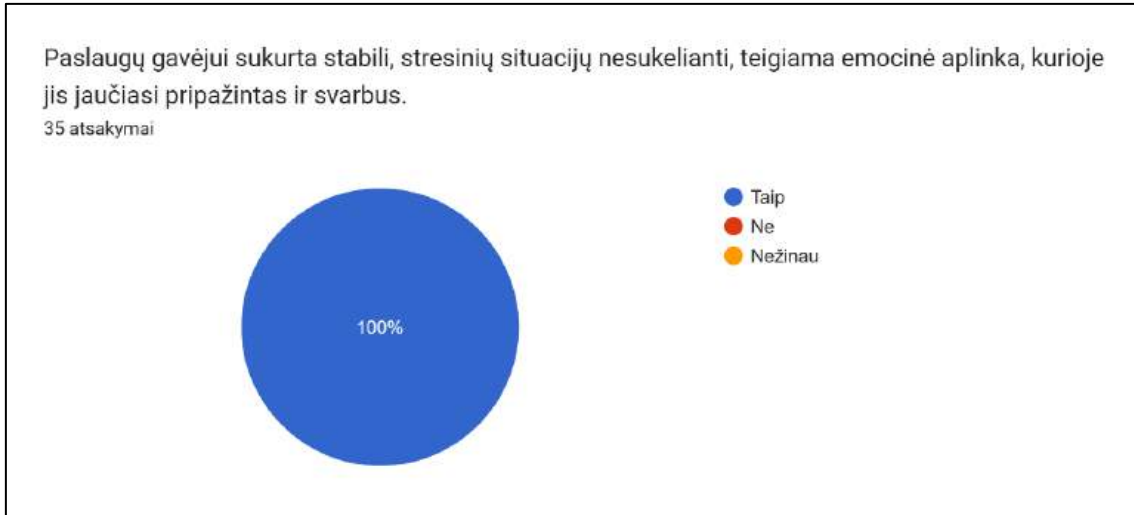 Paslaugų gavėjui sukurta stabili, stresinių situacijų nesukelianti, teigiama emocinė aplinka, kurioje
jis jaučiasi pripažintas ir svarbus.
35 atsakymai
Taip
Ne
Nežinau
100%